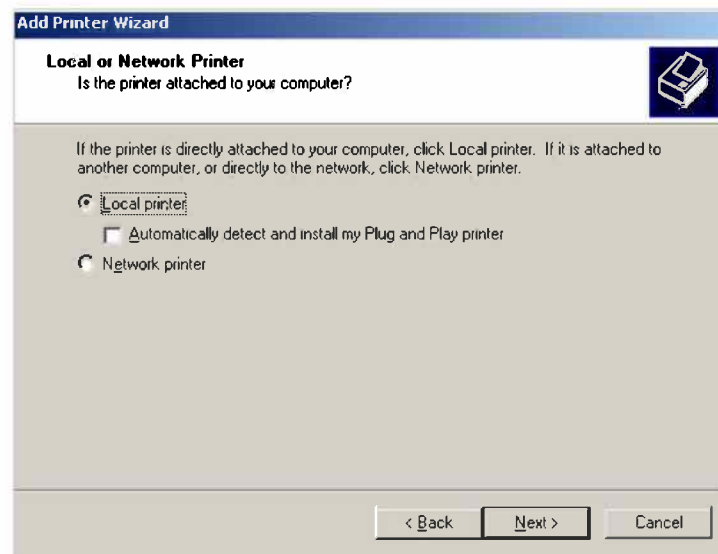 Add Printer Wizard
Local or Network Printer
Is the printer attached to your computer?
If the printer is directly attached to your computer, click Local printer. If it is attached to
another computer, or directly to the network, click Network printer.
Local printer
Automatically detect and install my Plug and Play printer
Network printer
< Back Next > Cancel